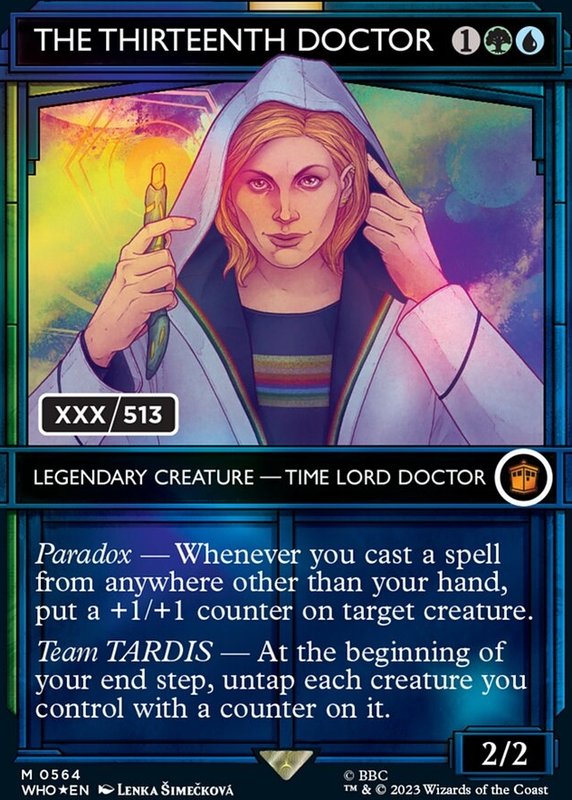 THE THIRTEENTH DOCTOR 1
XXX/513
LEGENDARY CREATURE — TIME LORD DOCTOR
Paradox — Whenever you cast a spell
from anywhere other than your hand,
put a +1/+1 counter on target creature.
Team TARDIS — At the beginning of
your end step, untap each creature you
control with a counter on it.
2/2
M 0564
WHO★EN LENKA ŠIMEČKOVÁ
© BBC
™ & © 2023 Wizards of the Coast